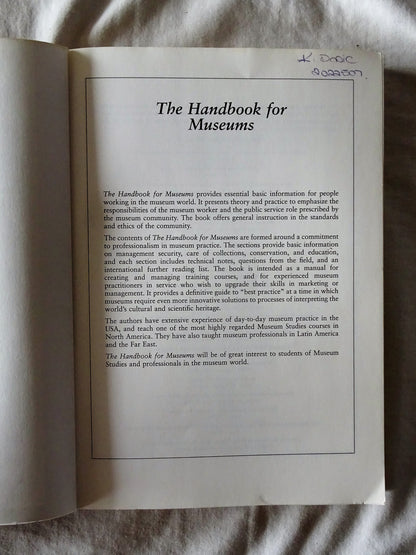 K. DODIC
2022507.
The Handbook for
Museums
The Handbook for Museums provides essential basic information for people
working in the museum world. It presents theory and practice to emphasize the
responsibilities of the museum worker and the public service role prescribed by
the museum community. The book offers general instruction in the standards
and ethics of the community.
The contents of The Handbook for Museums are formed around a commitment
to professionalism in museum practice. The sections provide basic information
on management security, care of collections, conservation, and education,
and each section includes technical notes, questions from the field, and an
international further reading list. The book is intended as a manual for
creating and managing training courses, and for experienced museum
practitioners in service who wish to upgrade their skills in marketing or
management. It provides a definitive guide to “best practice” at a time in which
museums require even more innovative solutions to processes of interpreting the
world's cultural and scientific heritage.
The authors have extensive experience of day-to-day museum practice in the
USA, and teach one of the most highly regarded Museum Studies courses in
North America. They have also taught museum professionals in Latin America
and the Far East.
The Handbook for Museums will be of great interest to students of Museum
Studies and professionals in the museum world.